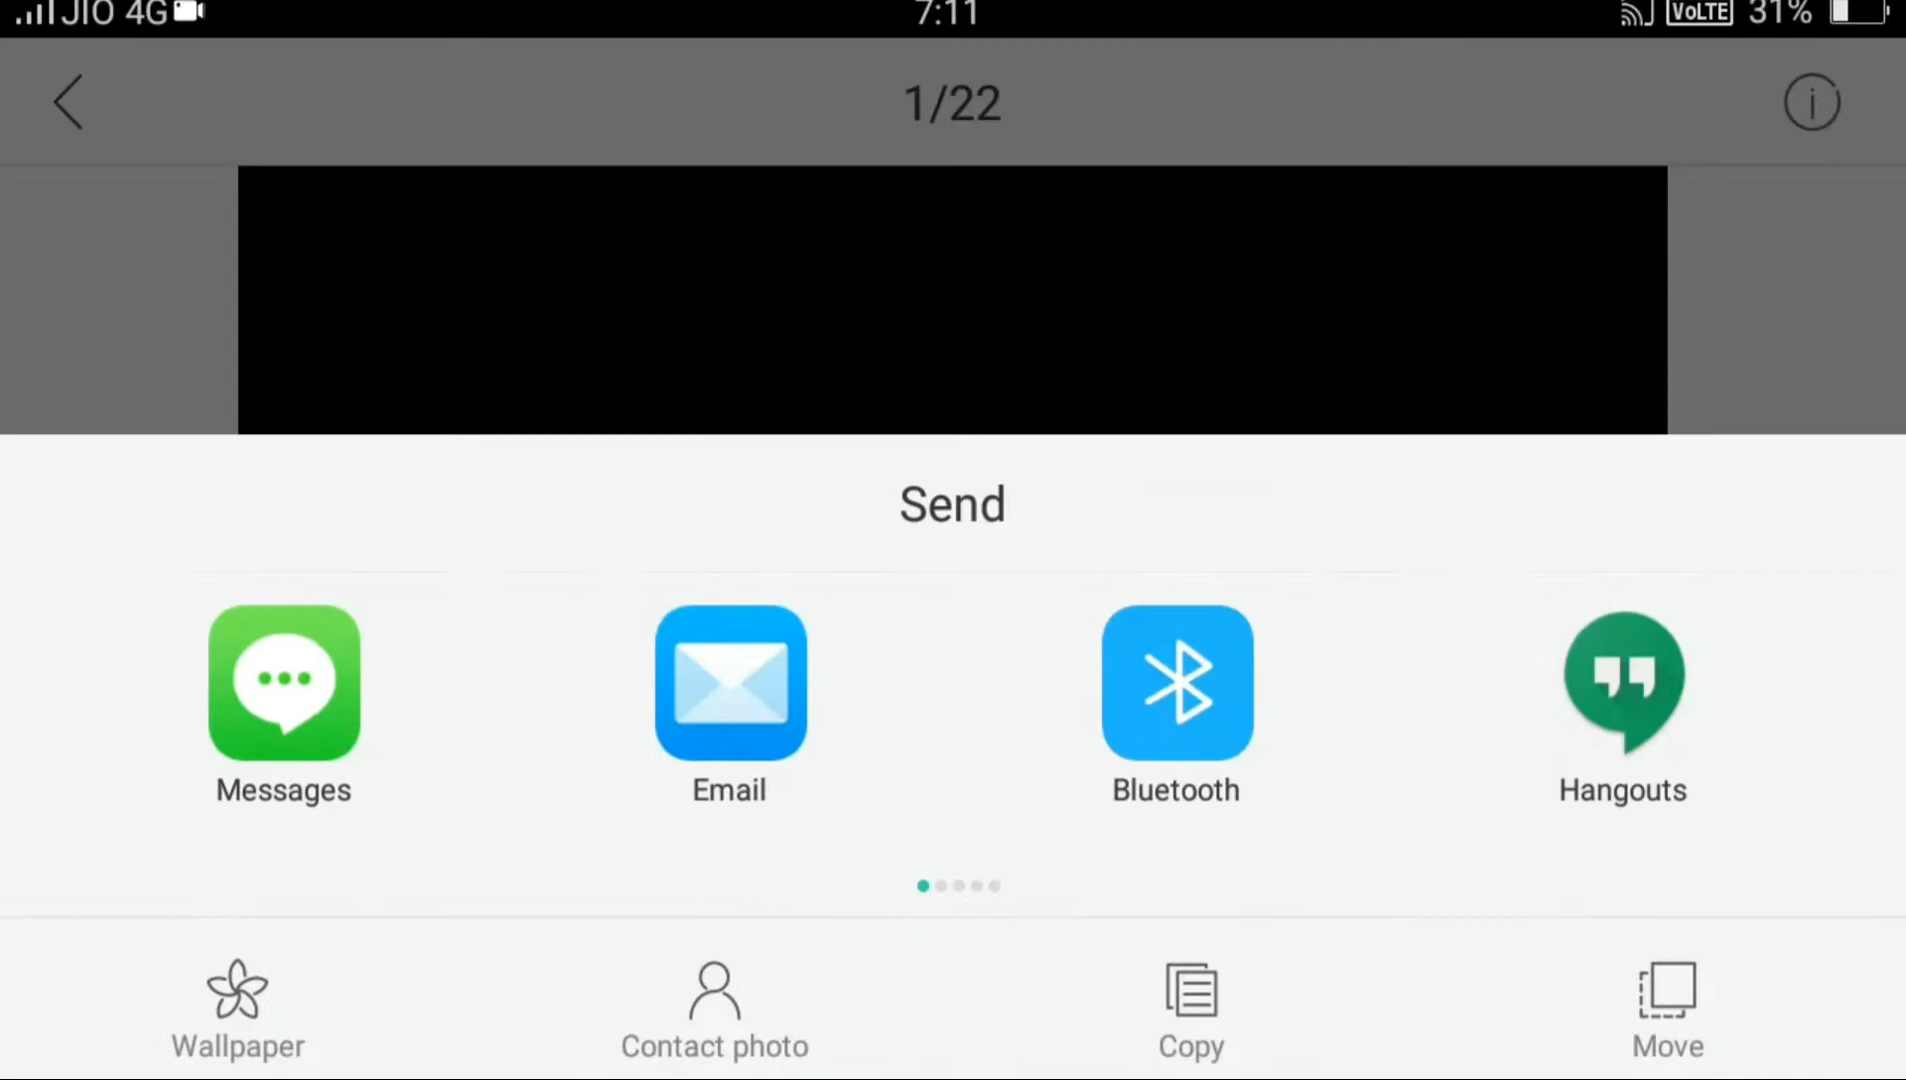 JIO 4G 7:11 VoLTE 31%
1/22
Send
Messages Email Bluetooth Hangouts
Wallpaper Contact photo Copy Move